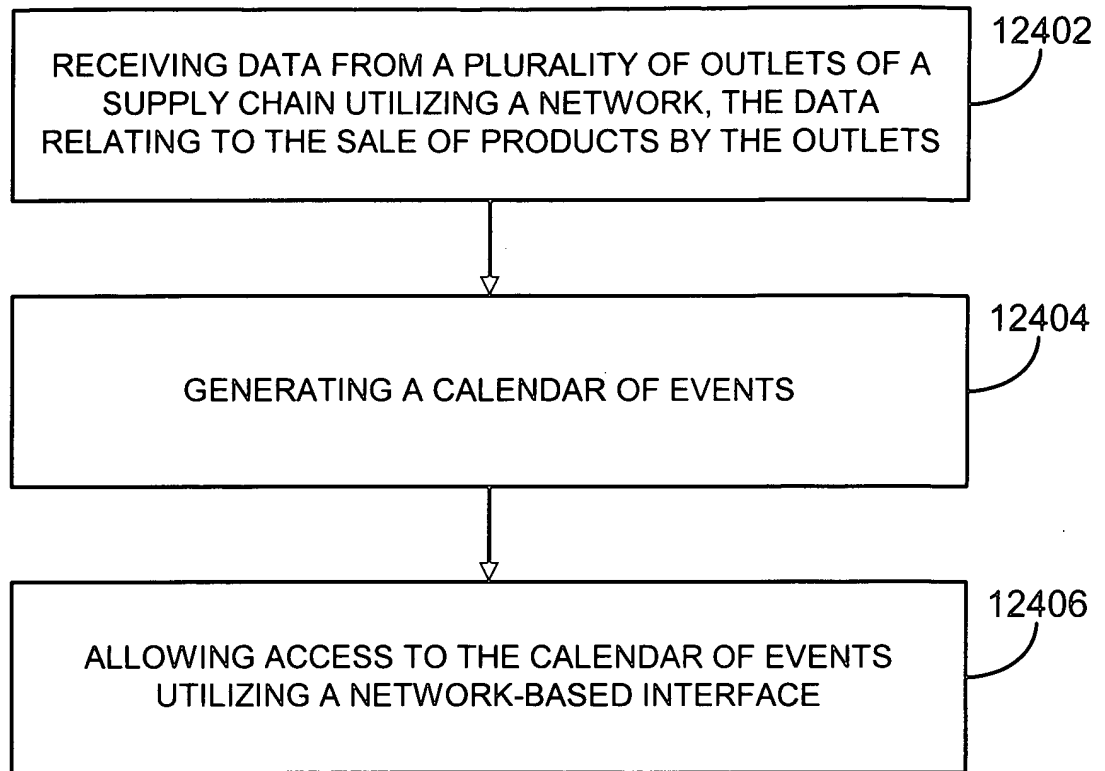 12402
RECEIVING DATA FROM A PLURALITY OF OUTLETS OF A
SUPPLY CHAIN UTILIZING A NETWORK, THE DATA
RELATING TO THE SALE OF PRODUCTS BY THE OUTLETS
12404
GENERATING A CALENDAR OF EVENTS
12406
ALLOWING ACCESS TO THE CALENDAR OF EVENTS
UTILIZING A NETWORK-BASED INTERFACE